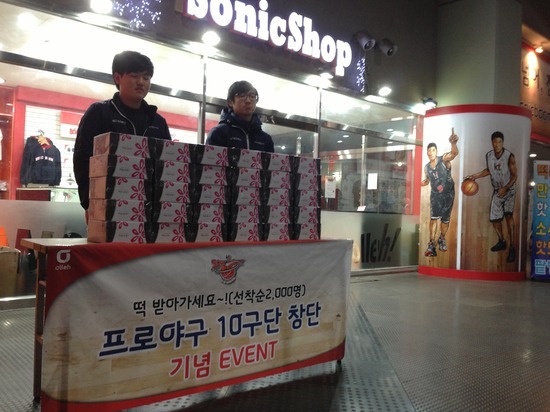 SonicShop
떡 받아가세요~!(선착순2,000명)
프로야구 10구단 창단
기념 EVENT
olleh
olleh!